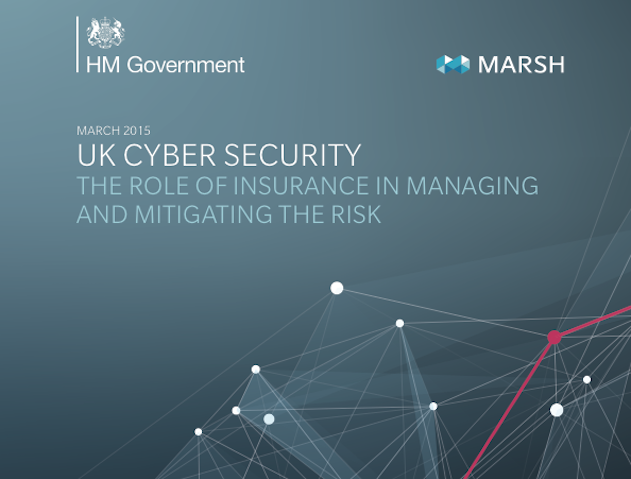 HM Government
MARSH
MARCH 2015
UK CYBER SECURITY
THE ROLE OF INSURANCE IN MANAGING
AND MITIGATING THE RISK